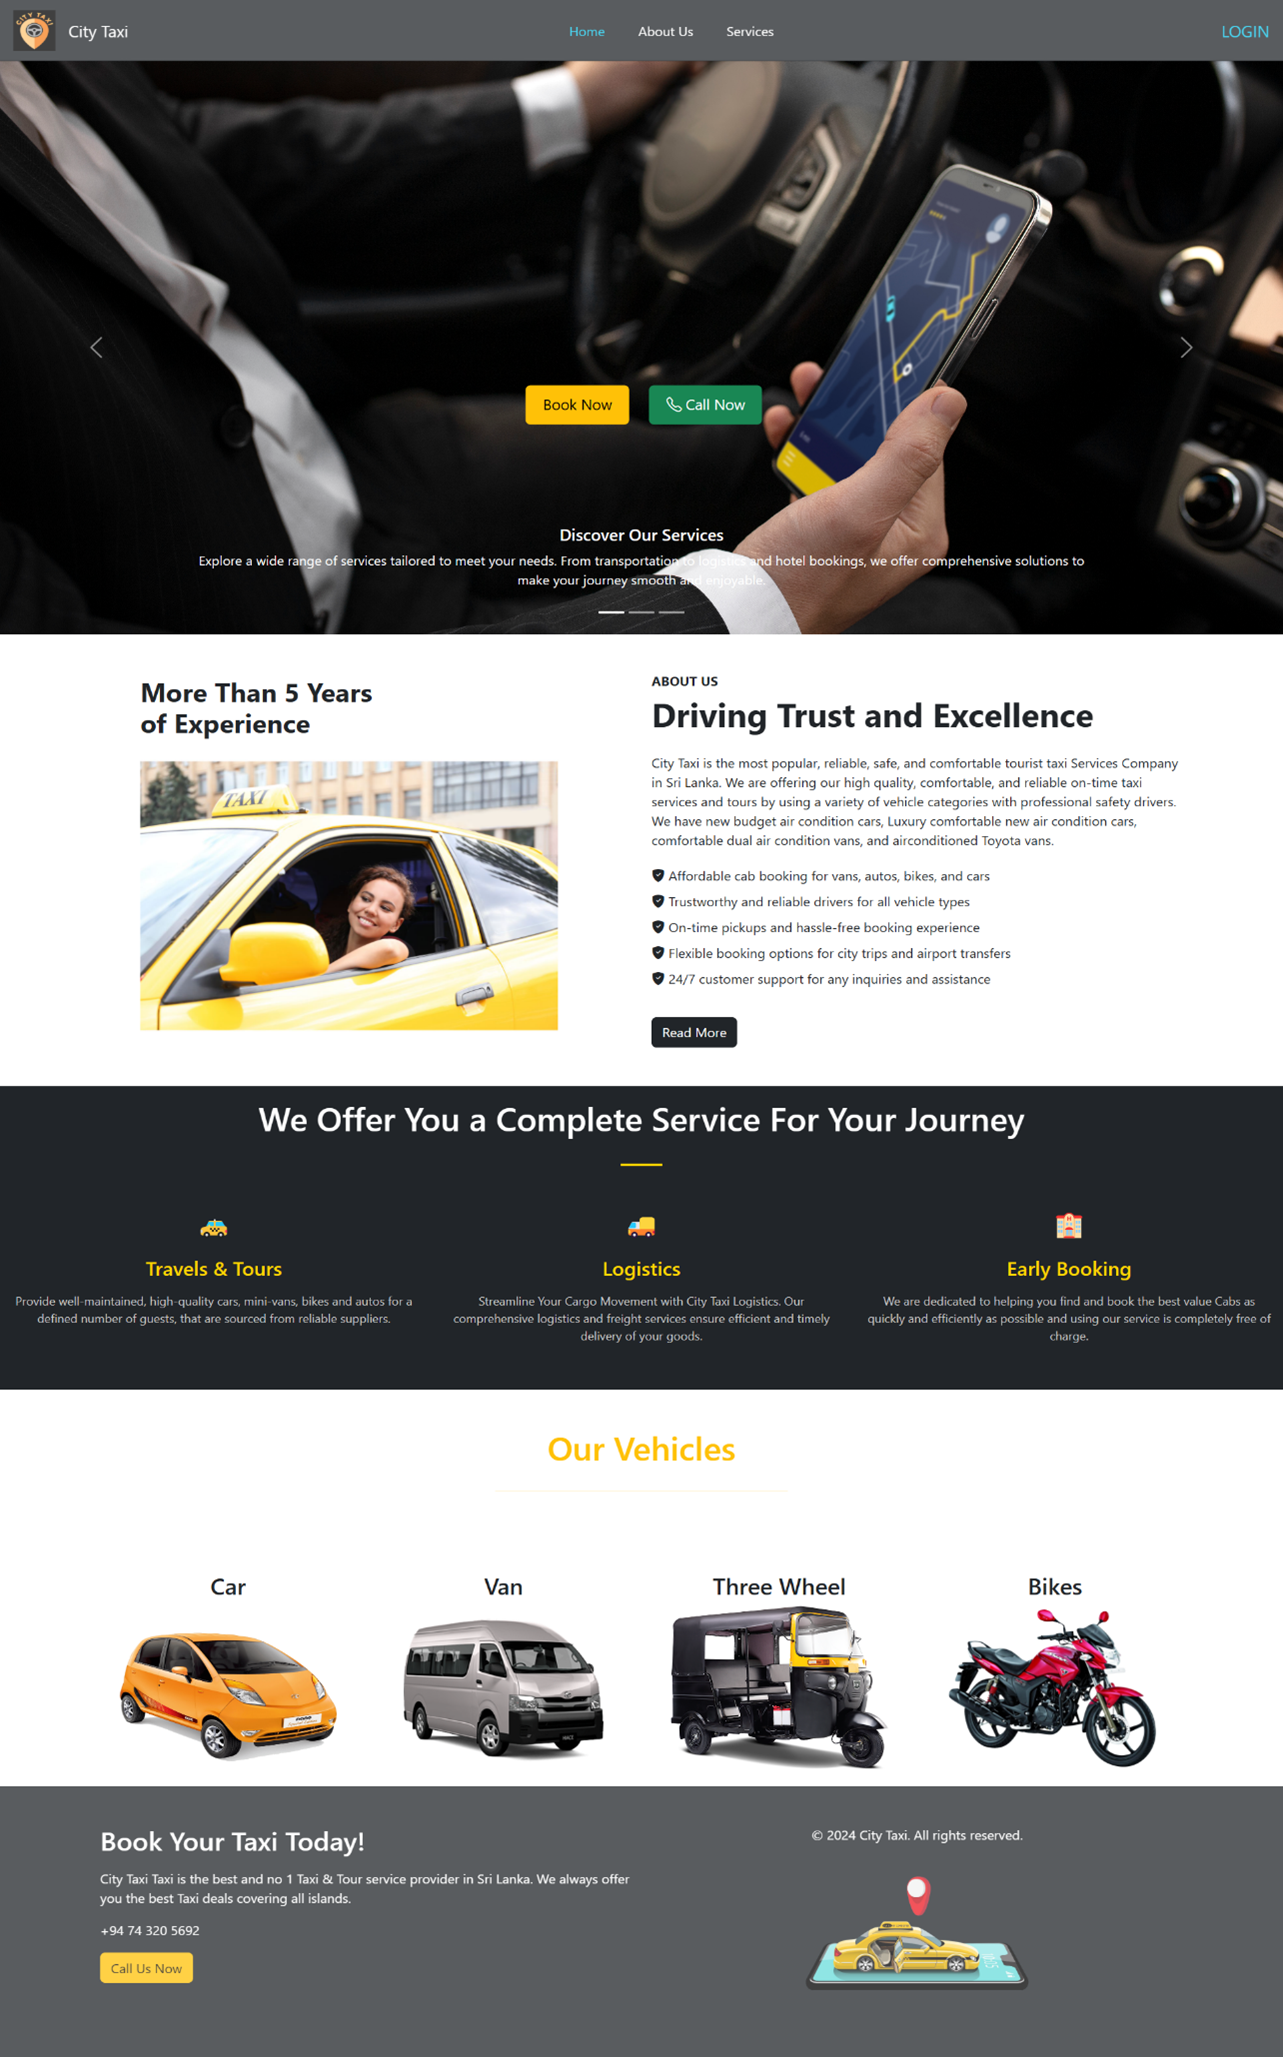 CITY TAXI
City Taxi
Home
About Us
Services
LOGIN
Book Now
Call Now
Discover Our Services
Explore a wide range of services tailored to meet your needs. From transportation to logistics and hotel bookings, we offer comprehensive solutions to
make your journey smooth and enjoyable.
More Than 5 Years
of Experience
TAXI
ABOUT US
Driving Trust and Excellence
City Taxi is the most popular, reliable, safe, and comfortable tourist taxi Services Company
in Sri Lanka. We are offering our high quality, comfortable, and reliable on-time taxi
services and tours by using a variety of vehicle categories with professional safety drivers.
We have new budget air condition cars, Luxury comfortable new air condition cars,
comfortable dual air condition vans, and airconditioned Toyota vans.
Affordable cab booking for vans, autos, bikes, and cars
Trustworthy and reliable drivers for all vehicle types
On-time pickups and hassle-free booking experience
Flexible booking options for city trips and airport transfers
24/7 customer support for any inquiries and assistance
Read More
We Offer You a Complete Service For Your Journey
Travels & Tours
Provide well-maintained, high-quality cars, mini-vans, bikes and autos for a
defined number of guests, that are sourced from reliable suppliers.
Logistics
Streamline Your Cargo Movement with City Taxi Logistics. Our
comprehensive logistics and freight services ensure efficient and timely
delivery of your goods.
Early Booking
We are dedicated to helping you find and book the best value Cabs as
quickly and efficiently as possible and using our service is completely free of
charge.
Our Vehicles
Car
Van
Three Wheel
Bikes
Book Your Taxi Today!
City Taxi Taxi is the best and no 1 Taxi & Tour service provider in Sri Lanka. We always offer
you the best Taxi deals covering all islands.
+94 74 320 5692
Call Us Now
© 2024 City Taxi. All rights reserved.